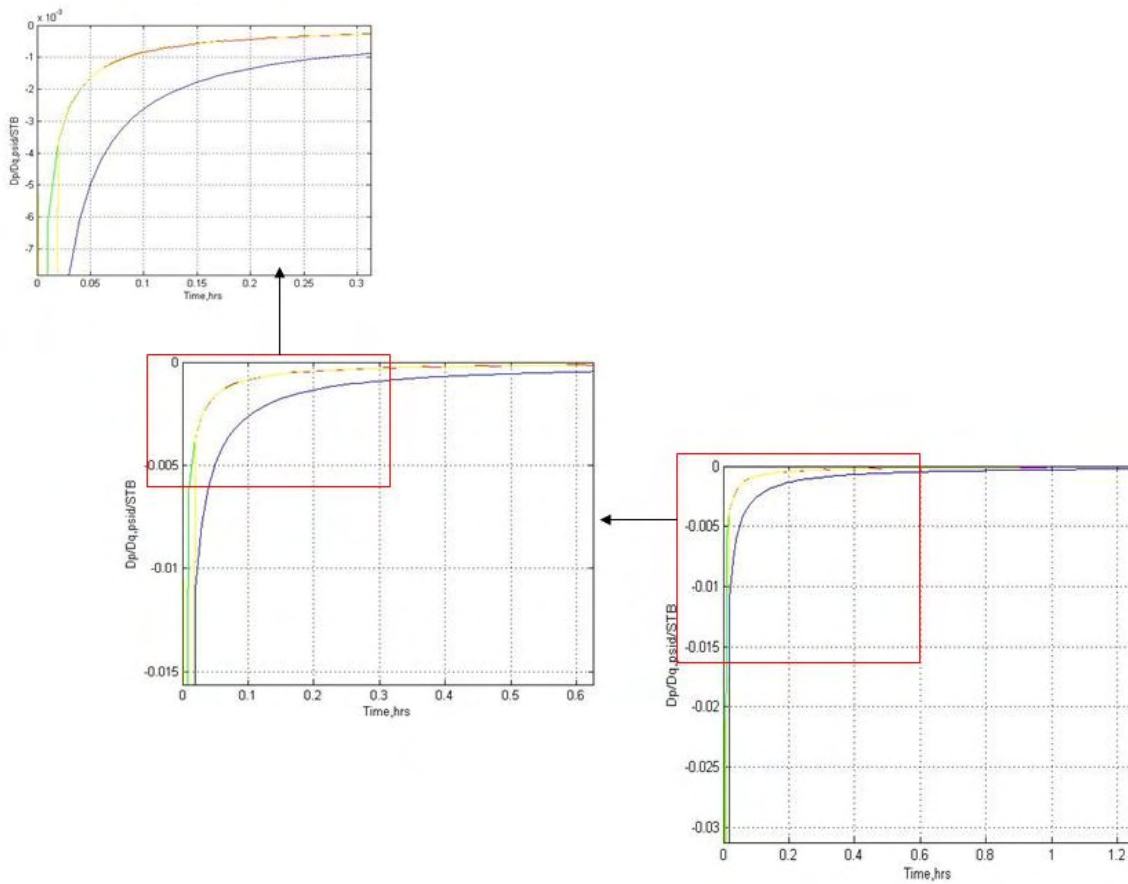 x 10⁻³
0
-1
-2
-3
-4
-5
-6
-7
Dp/Dq,psid/STB
0 0.05 0.1 0.15 0.2 0.25 0.3
Time,hrs
0
-0.005
-0.01
-0.015
Dp/Dq,psid/STB
0 0.1 0.2 0.3 0.4 0.5 0.6
Time,hrs
0
-0.005
-0.01
-0.015
-0.02
-0.025
-0.03
Dp/Dq,psid/STB
0 0.2 0.4 0.6 0.8 1 1.2
Time,hrs